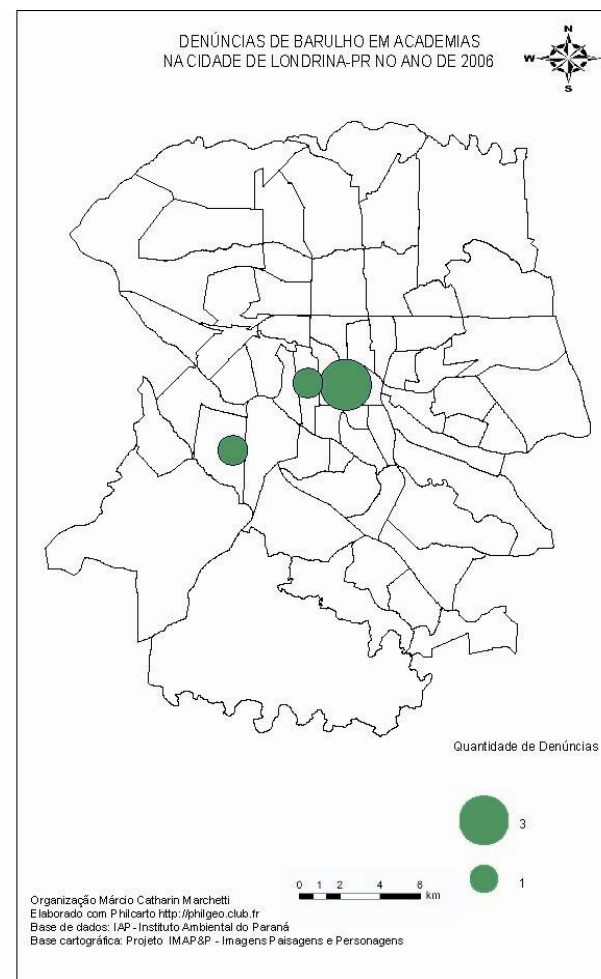 DENÚNCIAS DE BARULHO EM ACADEMIAS
NA CIDADE DE LONDRINA-PR NO ANO DE 2006
N
W E
S
Quantidade de Denúncias
3
1
0 1 2 4 6
km
Organização Márcio Catharin Marchetti
Elaborado com Philcarto http://philgeo.club.fr
Base de dados: IAP - Instituto Ambiental do Paraná
Base cartográfica: Projeto IMAP&P - Imagens Paisagens e Personagens